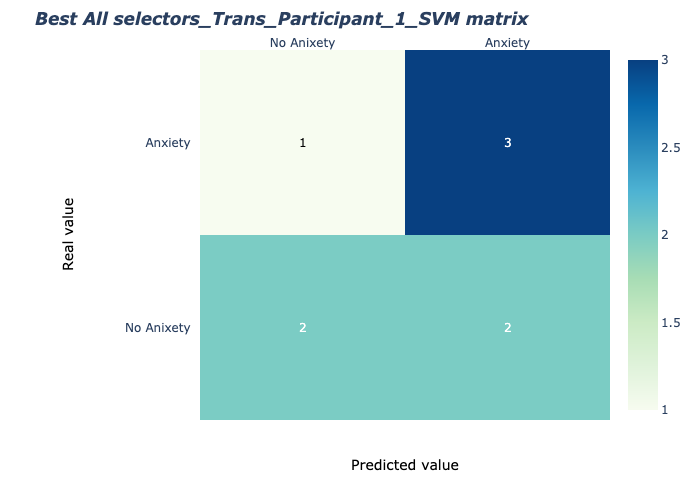 Best All selectors_Trans_Participant_1_SVM matrix
No Anixety
Anxiety
3
Anxiety
1
3
2.5
Real value
2
No Anixety
2
2
1.5
1
Predicted value